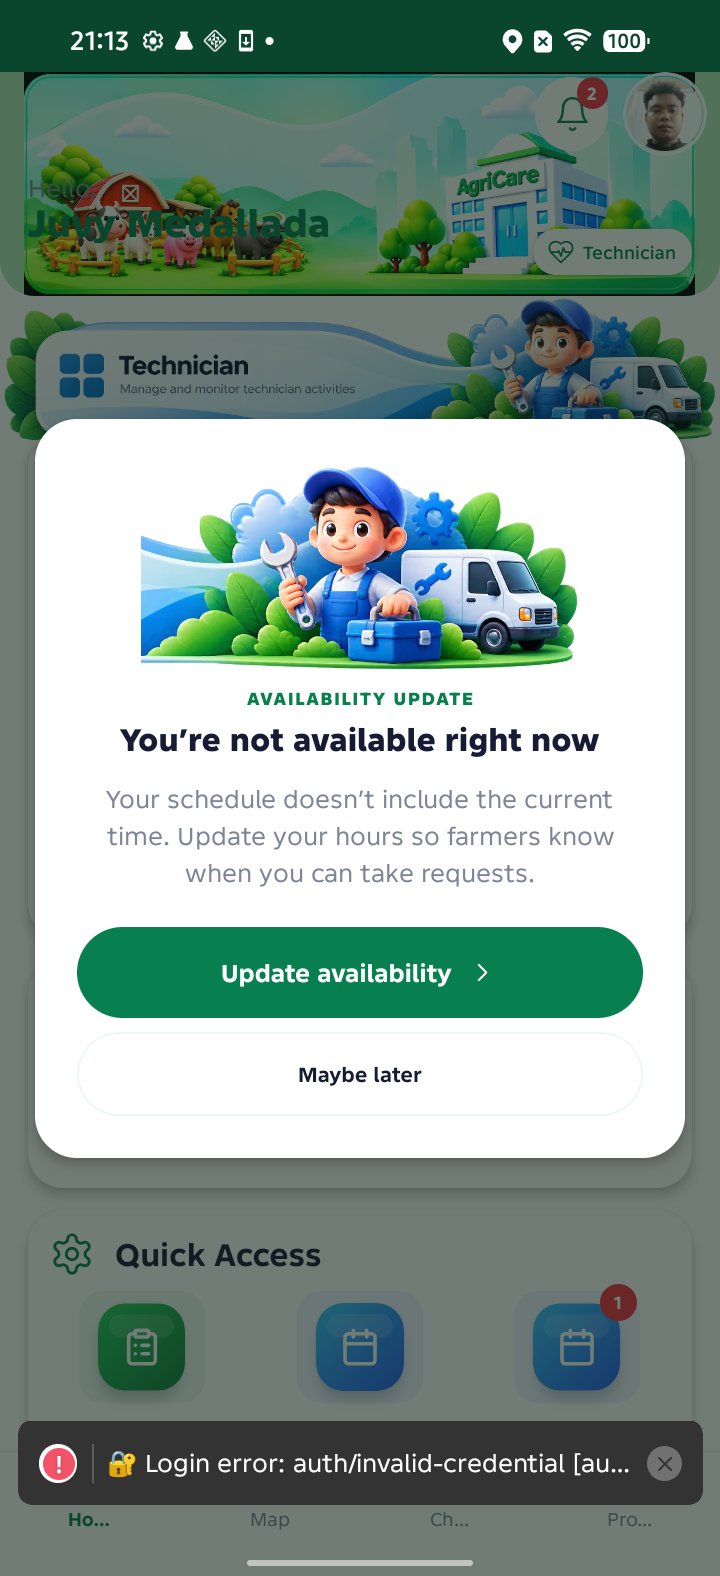 21:13
100
2
AgriCare
Hello,
Juvy Medallada
Technician
Technician
Manage and monitor technician activities
AVAILABILITY UPDATE
You’re not available right now
Your schedule doesn’t include the current
time. Update your hours so farmers know
when you can take requests.
Update availability
Maybe later
Quick Access
1
🔐 Login error: auth/invalid-credential [au...
Ho...
Map
Ch...
Pro...